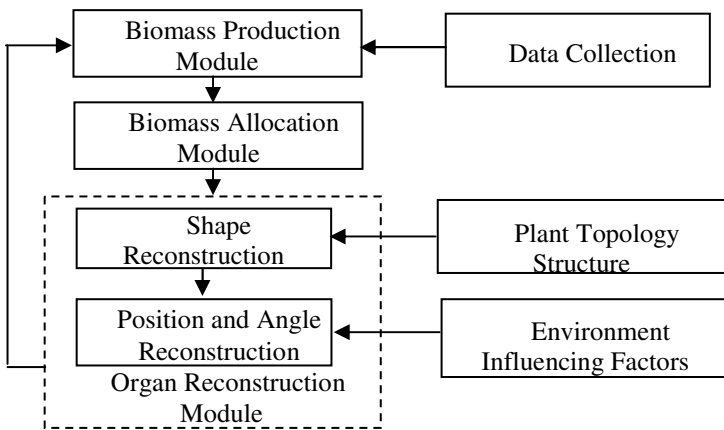 Biomass Production
Module
Data Collection
Biomass Allocation
Module
Shape
Reconstruction
Plant Topology
Structure
Position and Angle
Reconstruction
Environment
Influencing Factors
Organ Reconstruction
Module